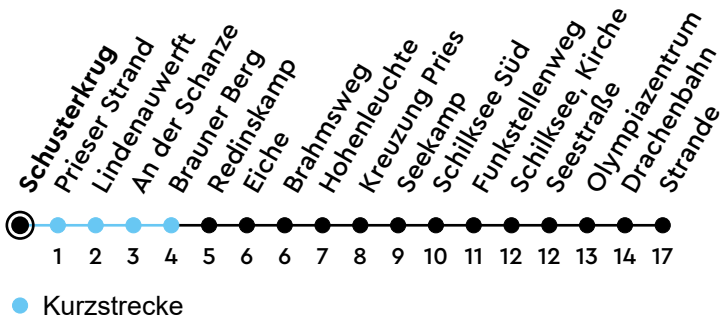 Schusterkrug
Prieser Strand
Lindenauwerft
An der Schanze
Brauner Berg
Redinskamp
Eiche
Brahmsweg
Hohenleuchte
Kreuzung Pries
Seekamp
Schilksee Süd
Funkstellenweg
Schilksee, Kirche
Seestraße
Olympiazentrum
Drachenbahn
Strande
1 2 3 4 5 6 6 7 8 9 10 11 12 12 13 14 17
Kurzstrecke